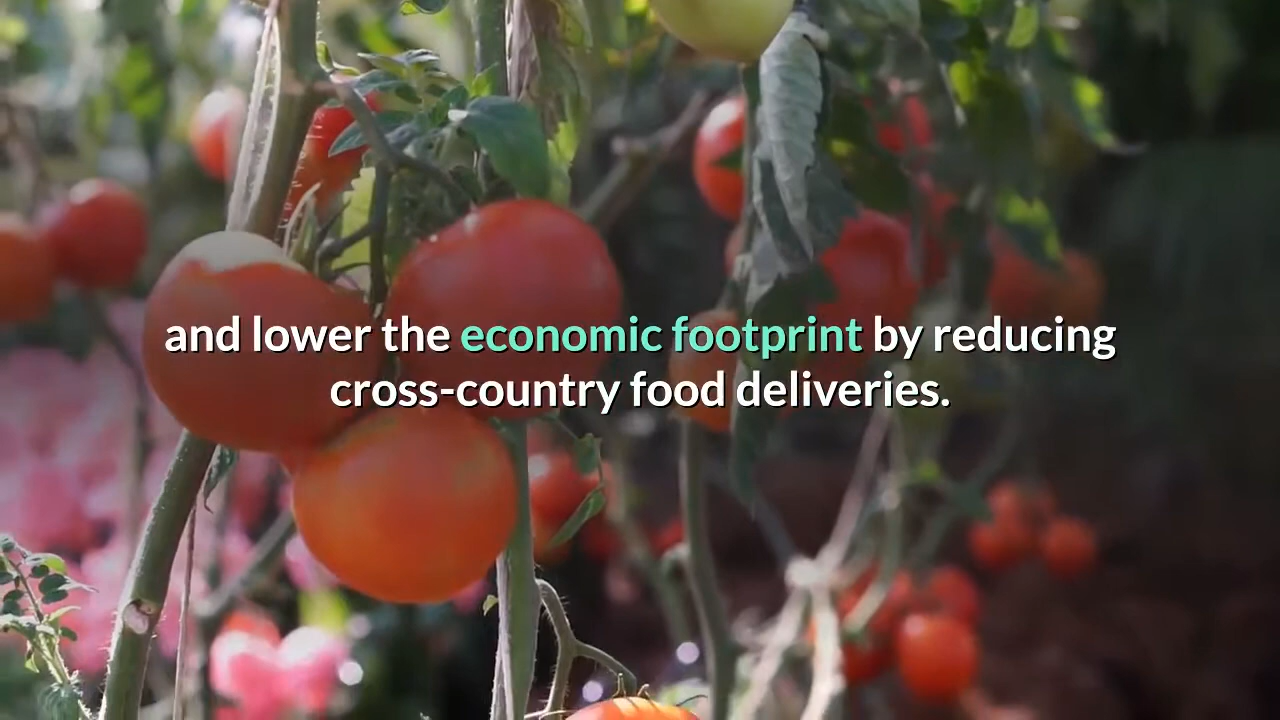 and lower the economic footprint by reducing
cross-country food deliveries.